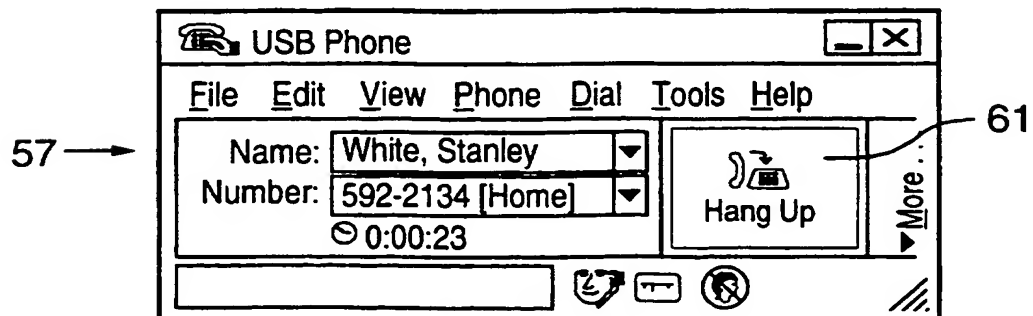 USB Phone
File Edit View Phone Dial Tools Help
57
Name: White, Stanley
Number: 592-2134 [Home]
0:00:23
Hang Up
More...
61